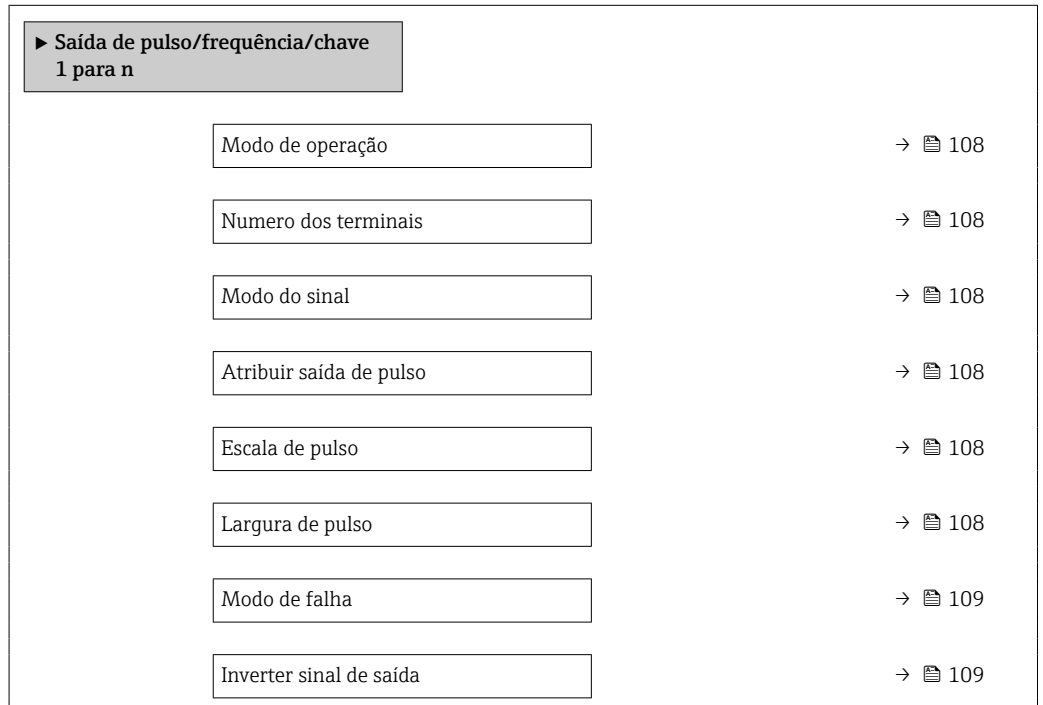 ▶ Saída de pulso/frequência/chave
1 para n
Modo de operação → 108
Numero dos terminais → 108
Modo do sinal → 108
Atribuir saída de pulso → 108
Escala de pulso → 108
Largura de pulso → 108
Modo de falha → 109
Inverter sinal de saída → 109